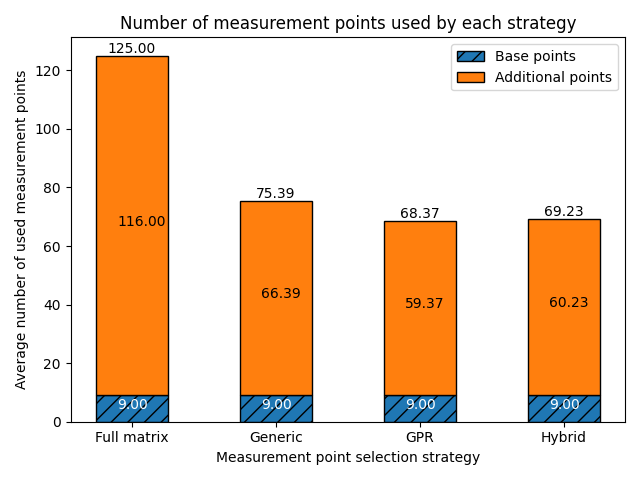 Number of measurement points used by each strategy
Average number of used measurement points
120
100
80
60
40
20
0
125.00
116.00
9.00
75.39
66.39
9.00
68.37
59.37
9.00
69.23
60.23
9.00
Base points
Additional points
Full matrix
Generic
GPR
Hybrid
Measurement point selection strategy